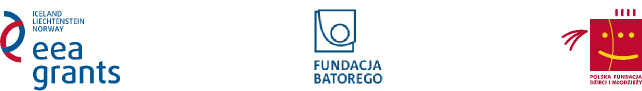 ICELAND
LIECHTENSTEIN
NORWAY
eea
grants
FUNDACJA
BATOREGO
POLSKA FUNDACJA
DZIECI I MŁODZIEŻY